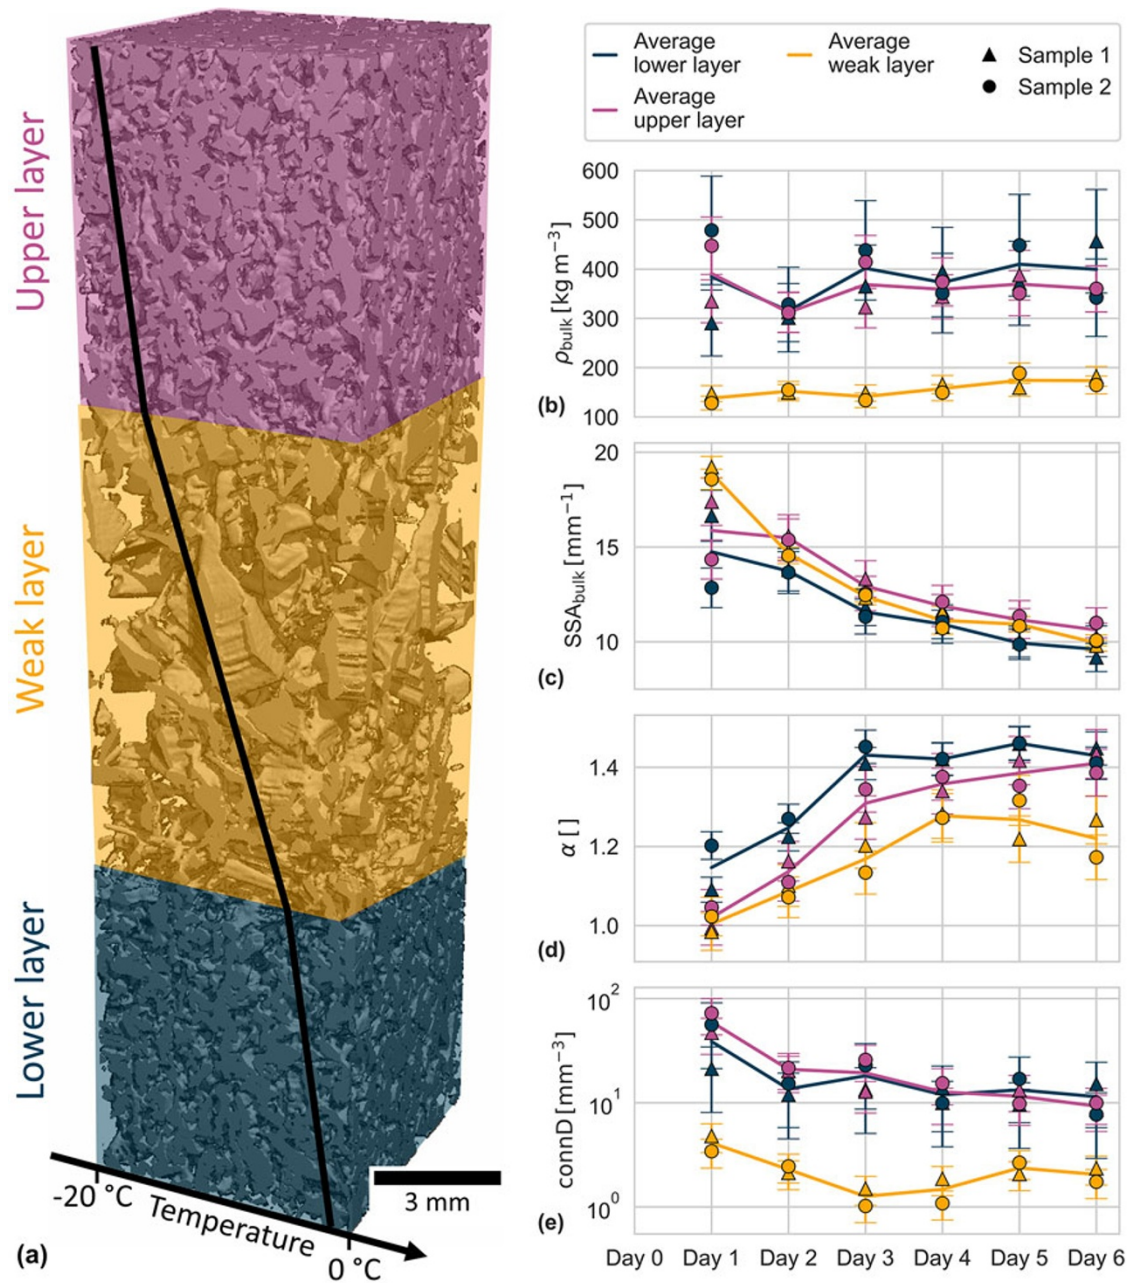 Upper layer
Weak layer
Lower layer
-20 °C
Temperature
0 °C
3 mm
(a)
Average
lower layer
Average
upper layer
Average
weak layer
Sample 1
Sample 2
600
500
400
300
200
100
ρbulk [kg m⁻³]
(b)
20
15
10
SSAbulk [mm⁻¹]
(c)
1.4
1.2
1.0
α [ ]
(d)
10²
10¹
10⁰
connD [mm⁻³]
(e)
Day 0 Day 1 Day 2 Day 3 Day 4 Day 5 Day 6